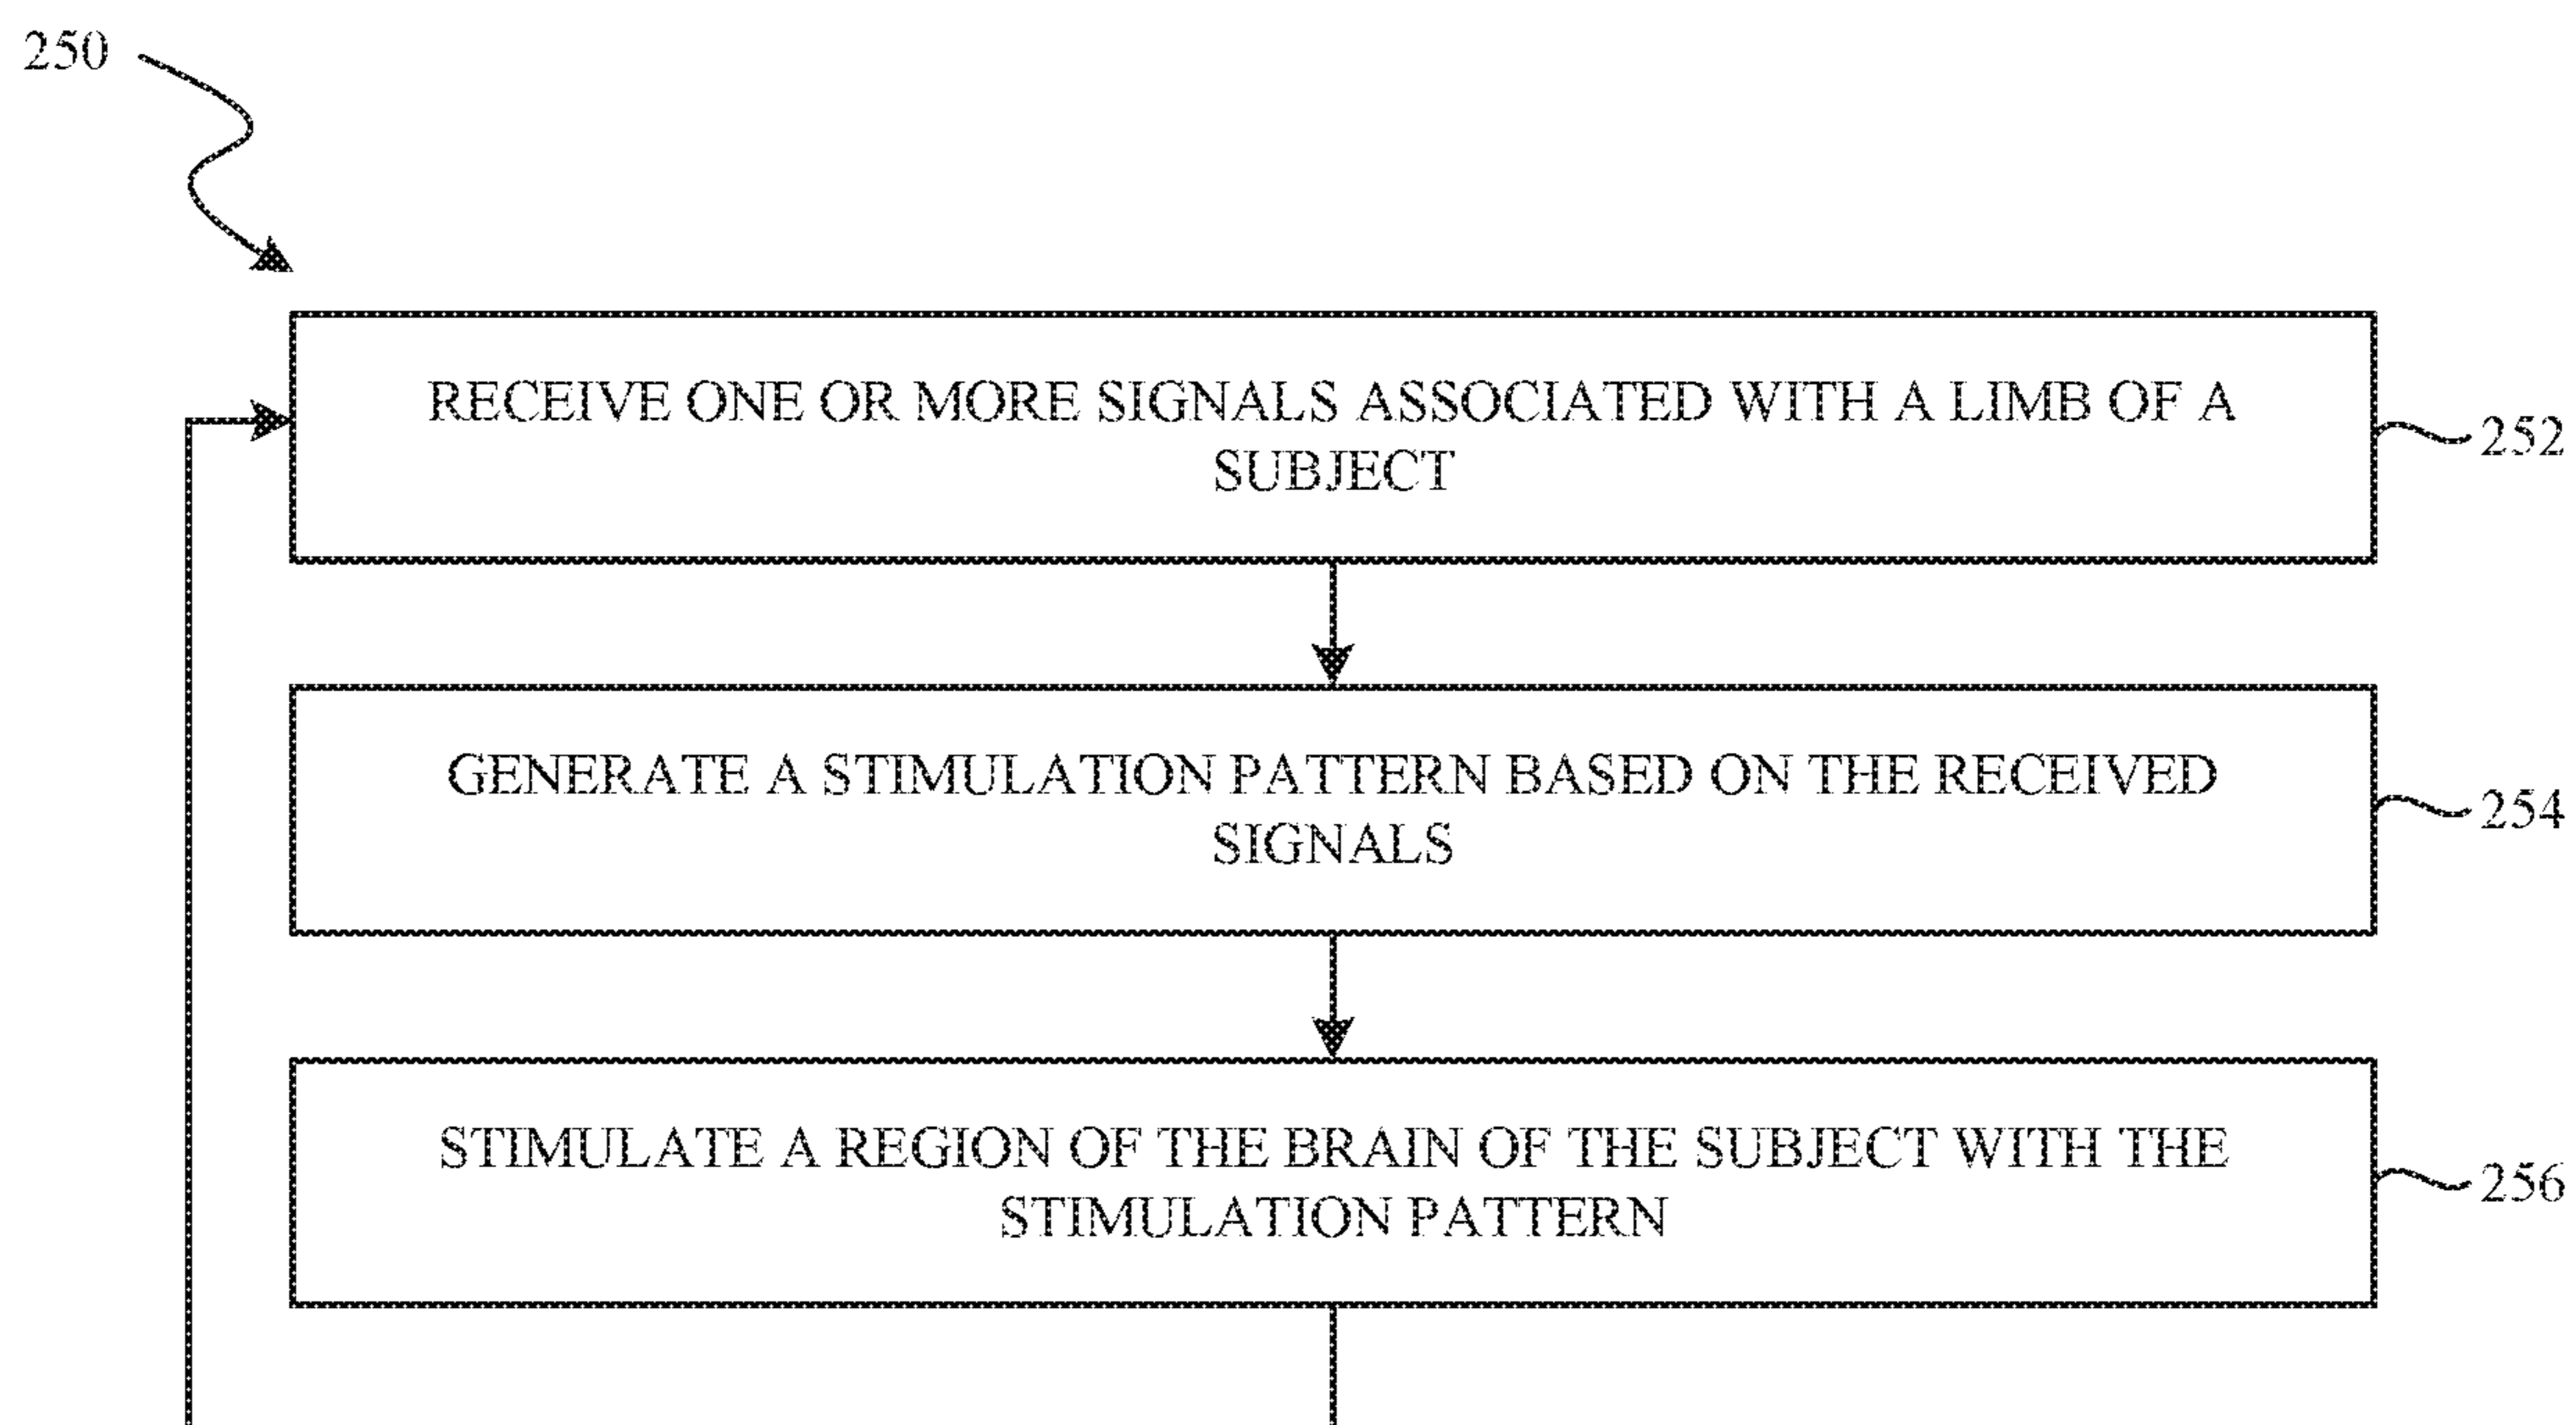 250
RECEIVE ONE OR MORE SIGNALS ASSOCIATED WITH A LIMB OF A
SUBJECT
252
GENERATE A STIMULATION PATTERN BASED ON THE RECEIVED
SIGNALS
254
STIMULATE A REGION OF THE BRAIN OF THE SUBJECT WITH THE
STIMULATION PATTERN
256